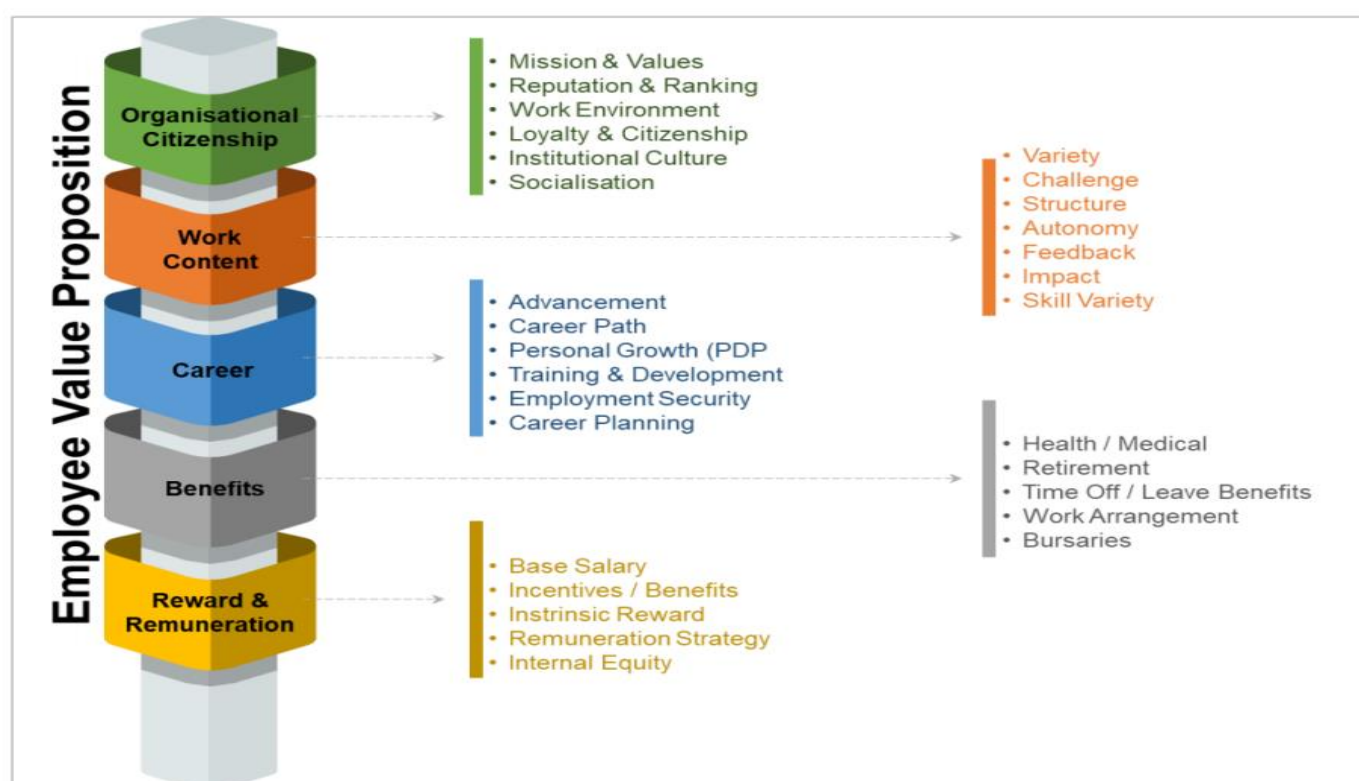 Employee Value Proposition
Organisational
Citizenship
• Mission & Values
• Reputation & Ranking
• Work Environment
• Loyalty & Citizenship
• Institutional Culture
• Socialisation
Work
Content
• Variety
• Challenge
• Structure
• Autonomy
• Feedback
• Impact
• Skill Variety
Career
• Advancement
• Career Path
• Personal Growth (PDP
• Training & Development
• Employment Security
• Career Planning
Benefits
• Health / Medical
• Retirement
• Time Off / Leave Benefits
• Work Arrangement
• Bursaries
Reward &
Remuneration
• Base Salary
• Incentives / Benefits
• Instrinsic Reward
• Remuneration Strategy
• Internal Equity